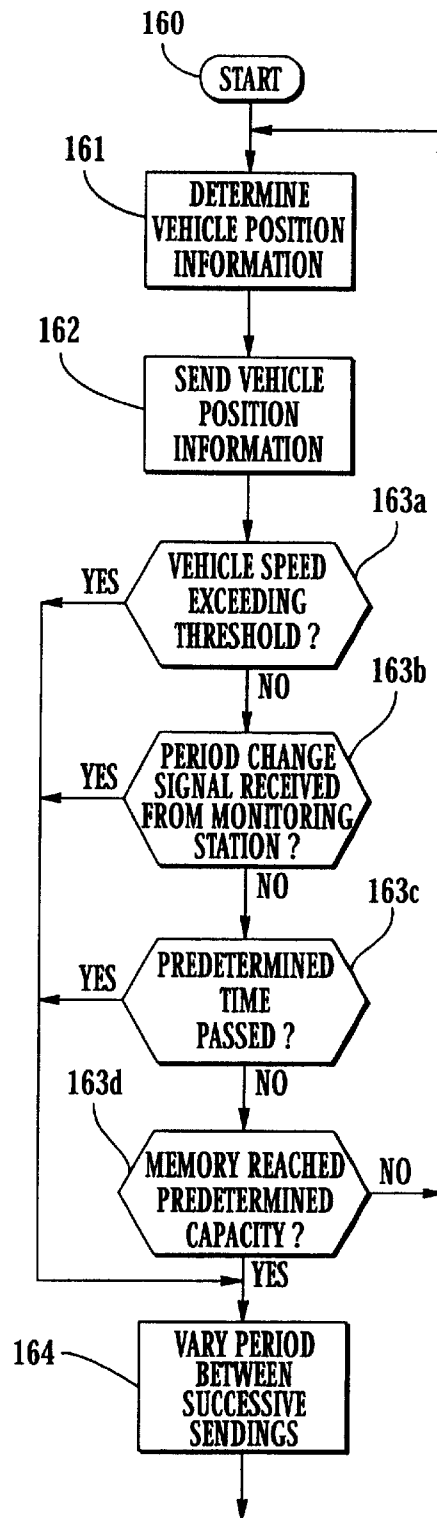 160
START
161
DETERMINE
VEHICLE POSITION
INFORMATION
162
SEND VEHICLE
POSITION
INFORMATION
163a
YES
VEHICLE SPEED
EXCEEDING
THRESHOLD ?
NO
163b
YES
PERIOD CHANGE
SIGNAL RECEIVED
FROM MONITORING
STATION ?
NO
163c
YES
PREDETERMINED
TIME
PASSED ?
NO
163d
MEMORY REACHED
PREDETERMINED
CAPACITY ?
NO
YES
164
VARY PERIOD
BETWEEN
SUCCESSIVE
SENDINGS